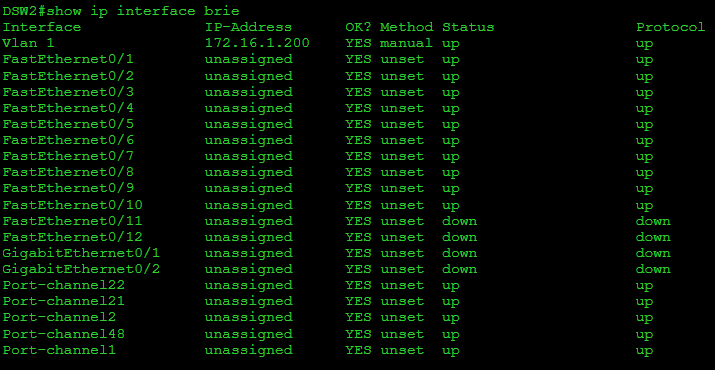 DSW2#show ip interface brie
Interface IP-Address OK? Method Status Protocol
Vlan 1 172.16.1.200 YES manual up up
FastEthernet0/1 unassigned YES unset up up
FastEthernet0/2 unassigned YES unset up up
FastEthernet0/3 unassigned YES unset up up
FastEthernet0/4 unassigned YES unset up up
FastEthernet0/5 unassigned YES unset up up
FastEthernet0/6 unassigned YES unset up up
FastEthernet0/7 unassigned YES unset up up
FastEthernet0/8 unassigned YES unset up up
FastEthernet0/9 unassigned YES unset up up
FastEthernet0/10 unassigned YES unset up up
FastEthernet0/11 unassigned YES unset down down
FastEthernet0/12 unassigned YES unset down down
GigabitEthernet0/1 unassigned YES unset down down
GigabitEthernet0/2 unassigned YES unset down down
Port-channel22 unassigned YES unset up up
Port-channel21 unassigned YES unset up up
Port-channel2 unassigned YES unset up up
Port-channel48 unassigned YES unset up up
Port-channel1 unassigned YES unset up up